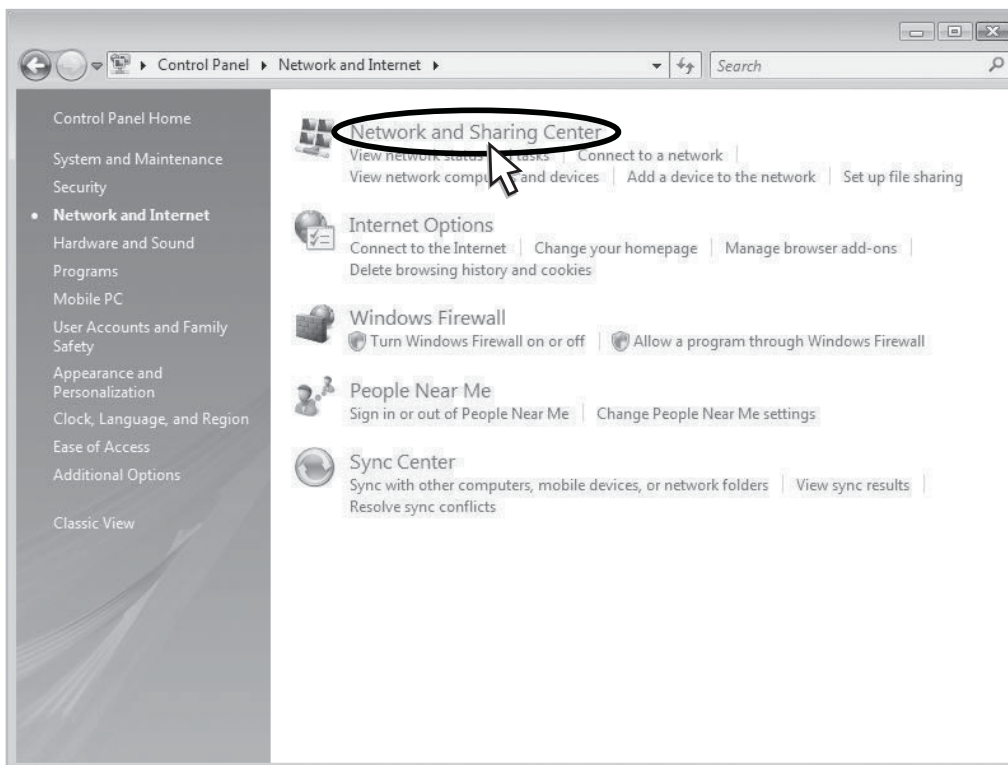 Control Panel Network and Internet Search
Control Panel Home
System and Maintenance
Security
Network and Internet
Hardware and Sound
Programs
Mobile PC
User Accounts and Family
Safety
Appearance and
Personalization
Clock, Language, and Region
Ease of Access
Additional Options
Classic View
Network and Sharing Center
View network status and tasks | Connect to a network |
View network computers and devices | Add a device to the network | Set up file sharing
Internet Options
Connect to the Internet | Change your homepage | Manage browser add-ons |
Delete browsing history and cookies
Windows Firewall
Turn Windows Firewall on or off | Allow a program through Windows Firewall
People Near Me
Sign in or out of People Near Me | Change People Near Me settings
Sync Center
Sync with other computers, mobile devices, or network folders | View sync results |
Resolve sync conflicts